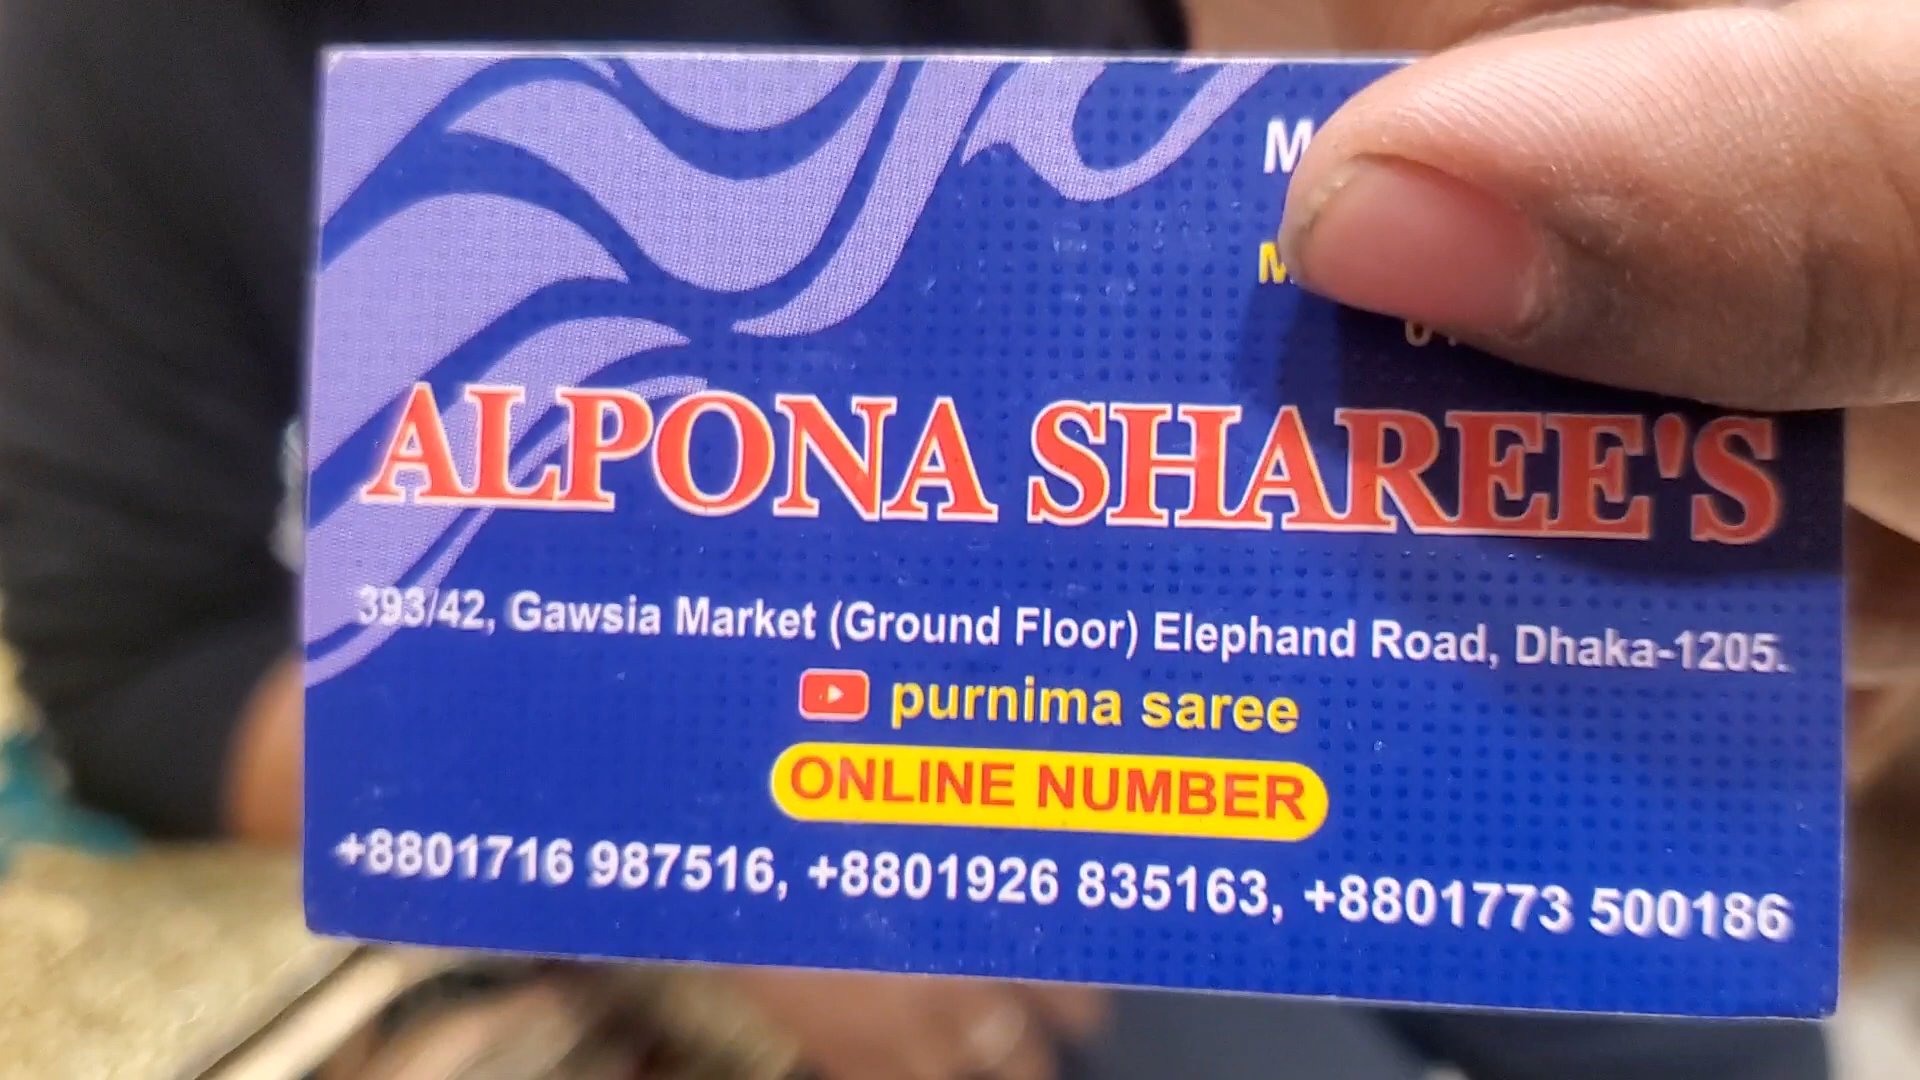 ALPONA SHAREE'S
393/42, Gawsia Market (Ground Floor) Elephand Road, Dhaka-1205.
purnima saree
ONLINE NUMBER
+8801716 987516, +8801926 835163, +8801773 500186